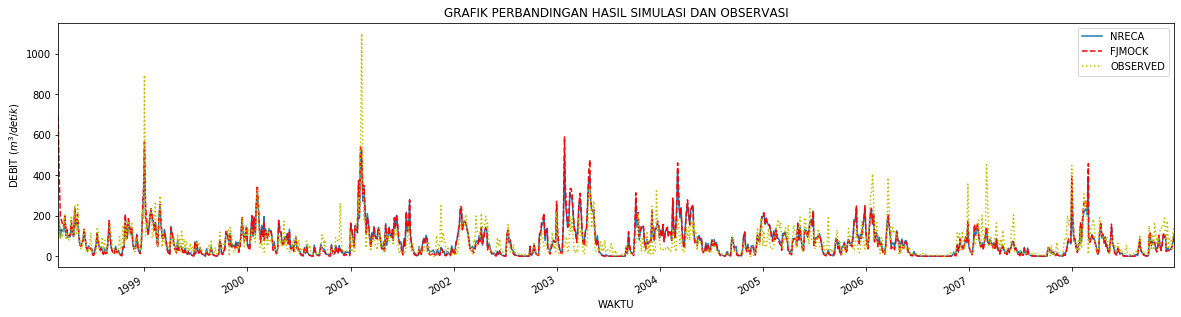 GRAFIK PERBANDINGAN HASIL SIMULASI DAN OBSERVASI
NRECA
FJMOCK
OBSERVED
DEBIT (m³/detik)
1000
800
600
400
200
0
1999
2000
2001
2002
2003
2004
2005
2006
2007
2008
WAKTU